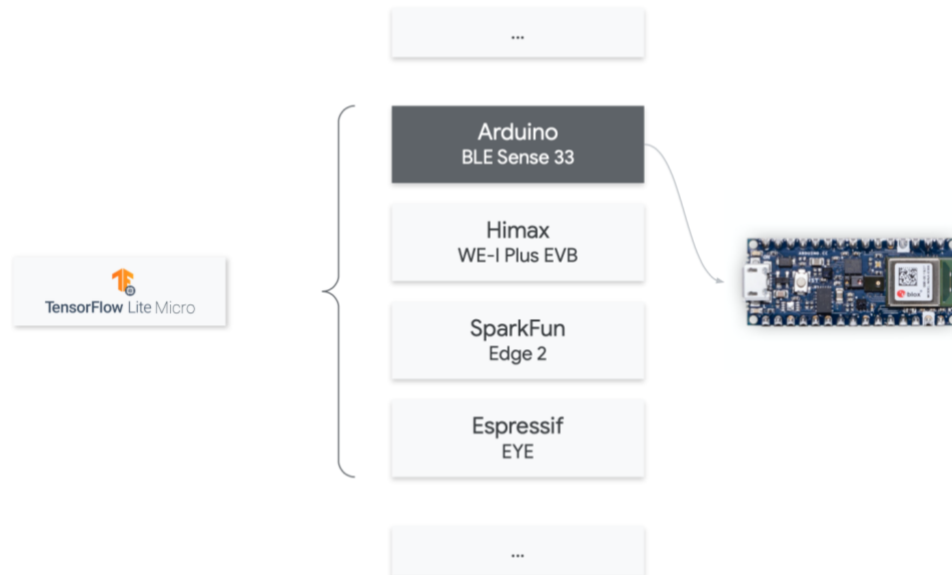 ...
Arduino
BLE Sense 33
Himax
WE-I Plus EVB
TensorFlow Lite Micro
SparkFun
Edge 2
Espressif
EYE
...